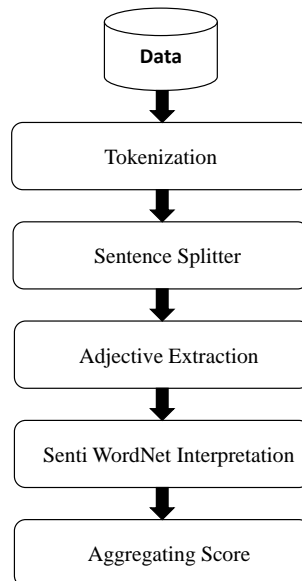 Data
Tokenization
Sentence Splitter
Adjective Extraction
Senti WordNet Interpretation
Aggregating Score